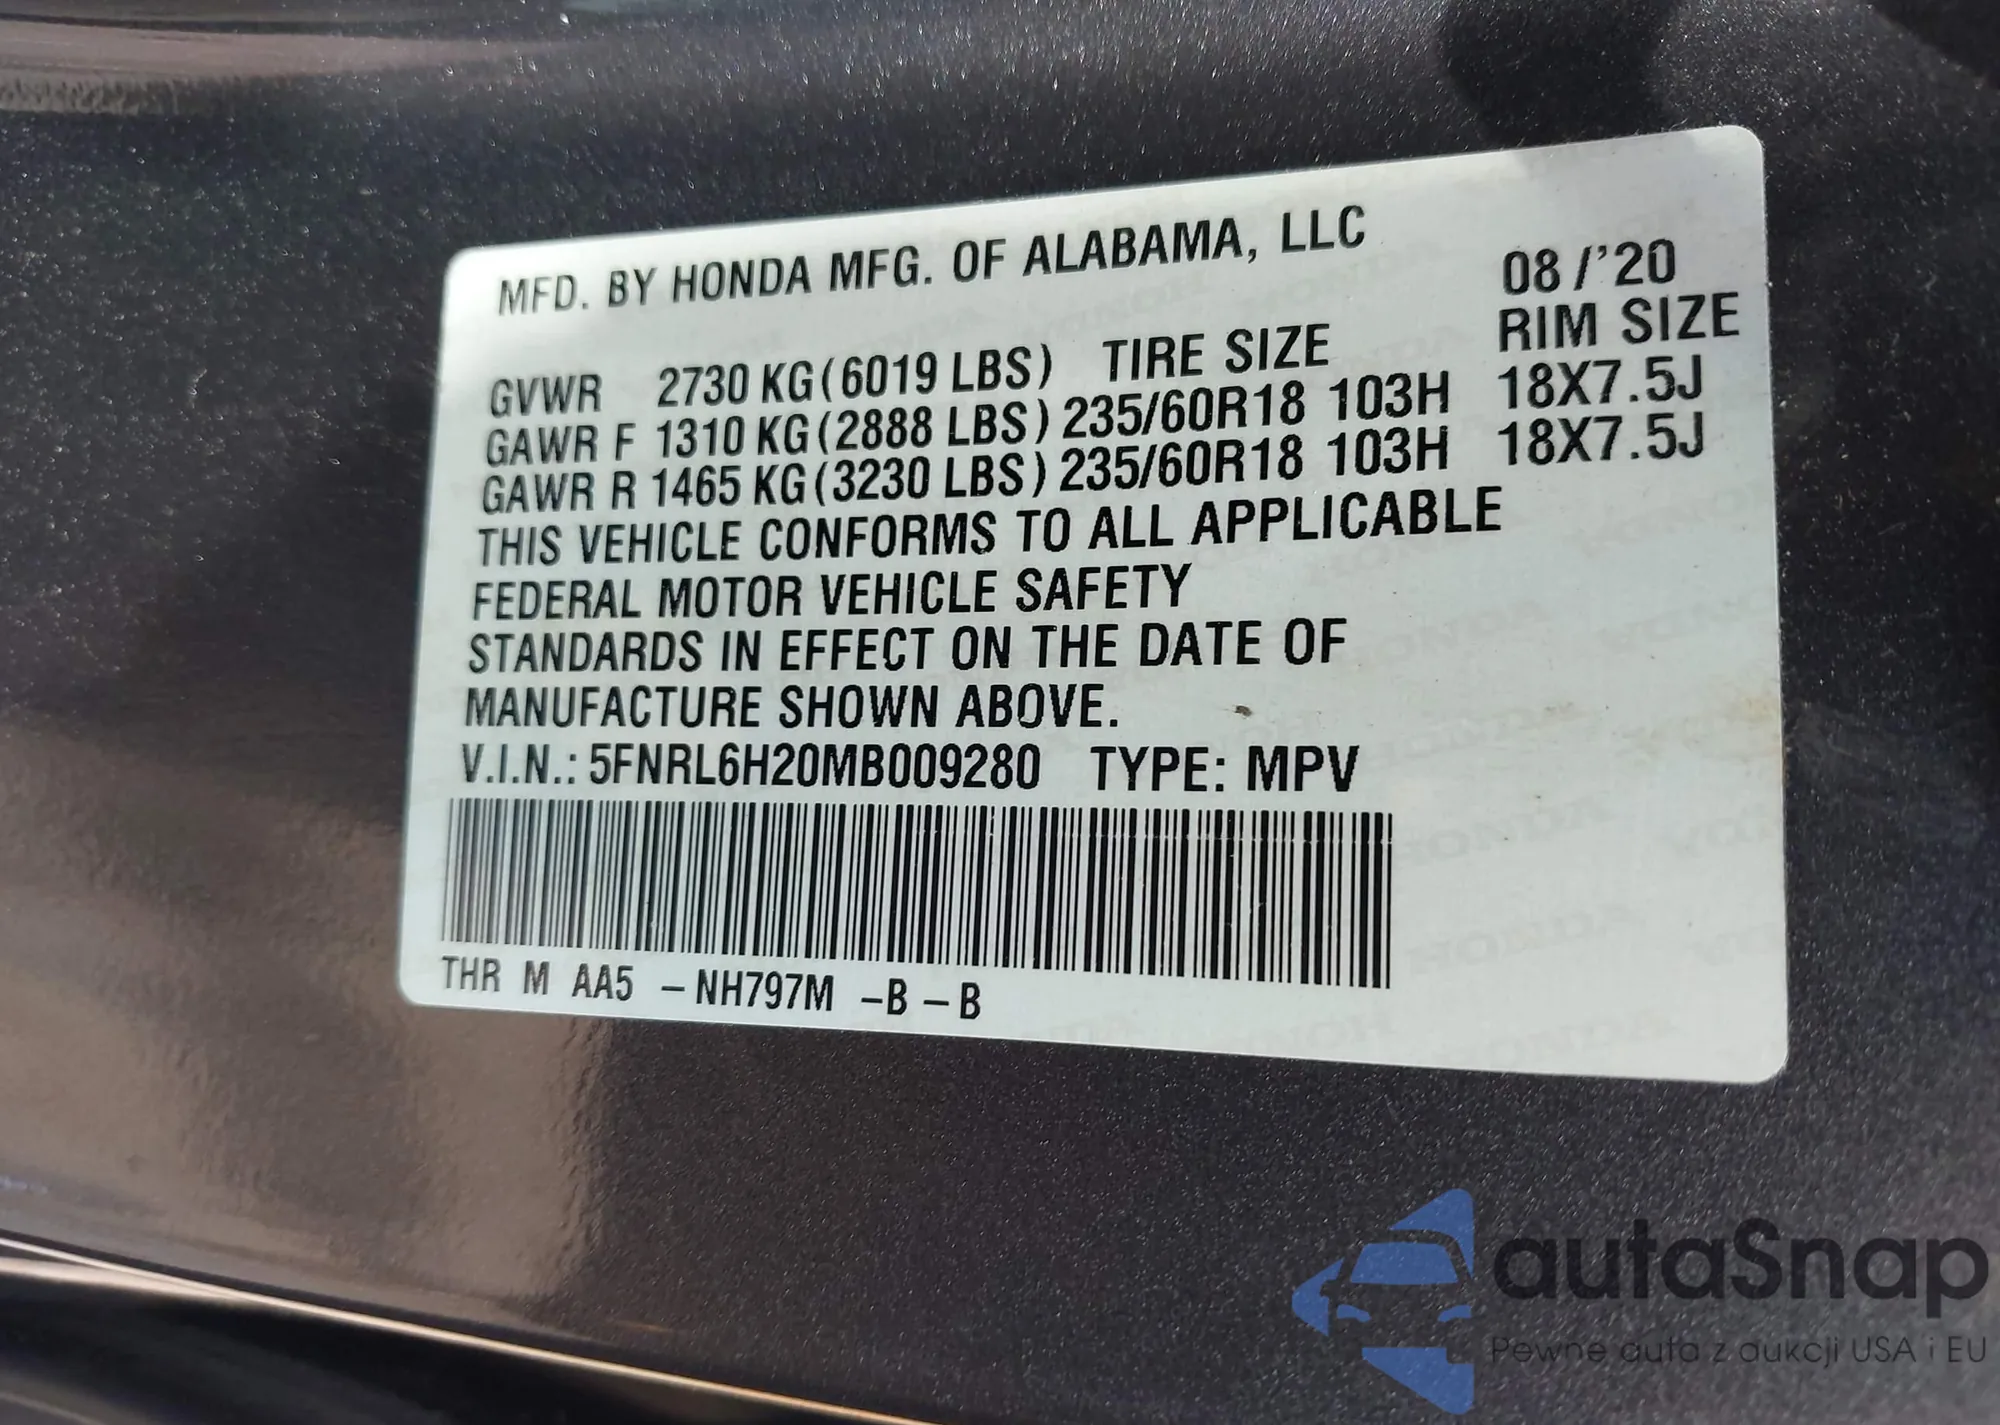 MFD. BY HONDA MFG. OF ALABAMA, LLC 08/'20
GVWR 2730 KG(6019 LBS) TIRE SIZE RIM SIZE
GAWR F 1310 KG(2888 LBS) 235/60R18 103H 18X7.5J
GAWR R 1465 KG(3230 LBS) 235/60R18 103H 18X7.5J
THIS VEHICLE CONFORMS TO ALL APPLICABLE
FEDERAL MOTOR VEHICLE SAFETY
STANDARDS IN EFFECT ON THE DATE OF
MANUFACTURE SHOWN ABOVE.
V.I.N.: 5FNRL6H20MB009280 TYPE: MPV
THR M AA5 -NH797M -B-B
autaSnap
Pewne auta z aukcji USA i EU